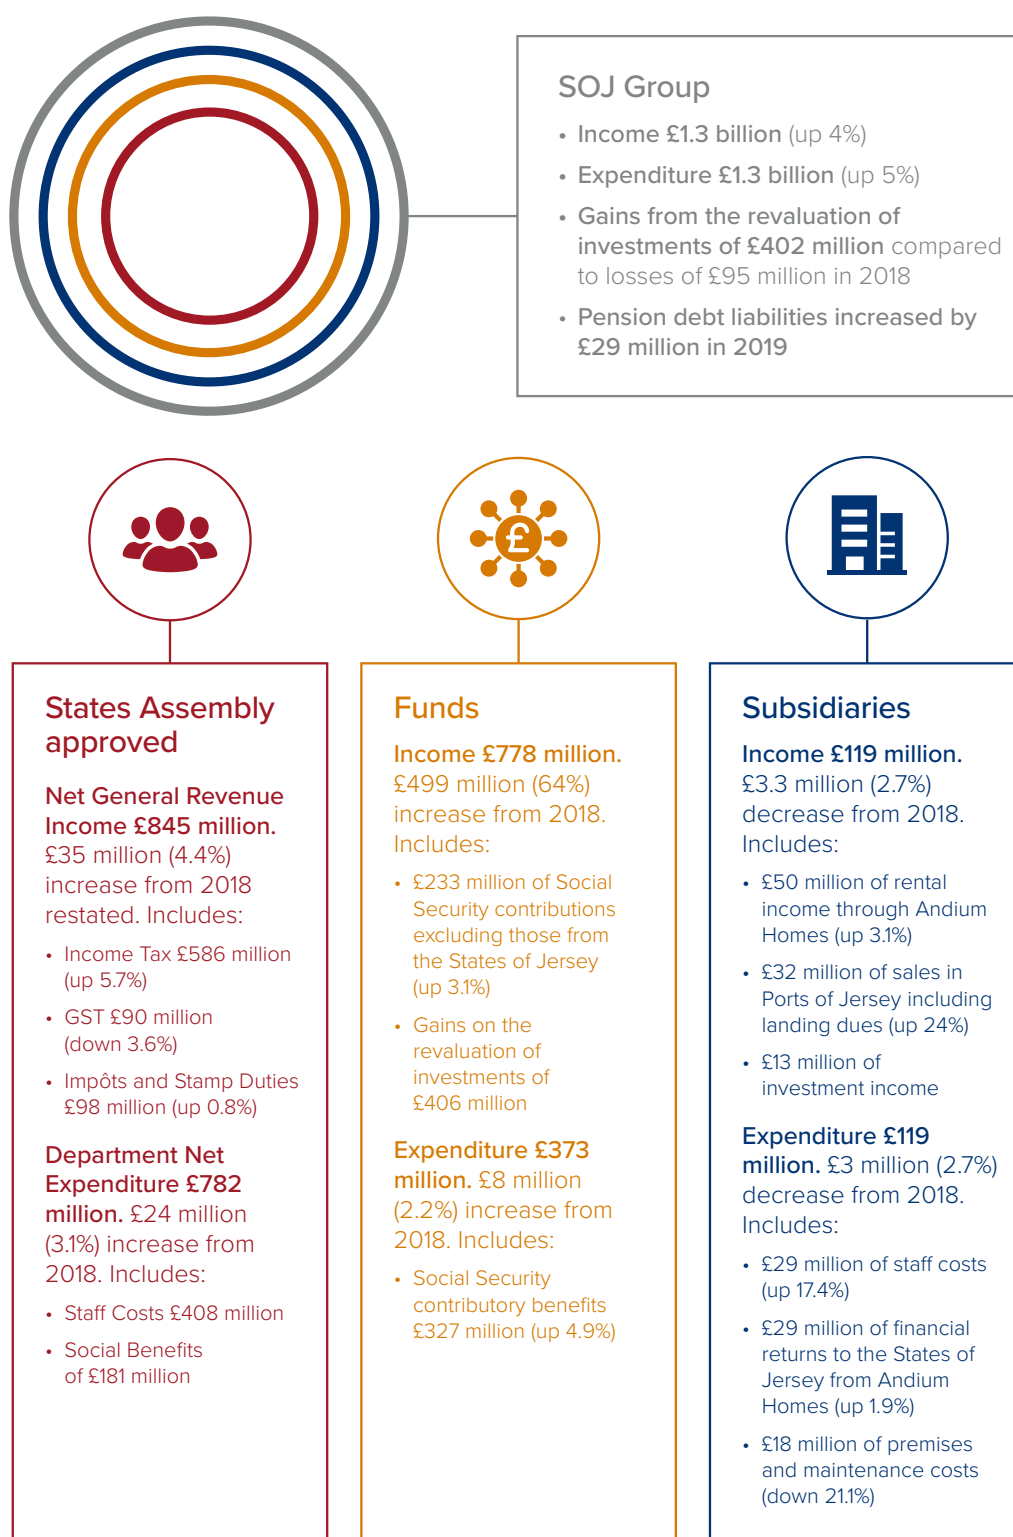 SOJ Group
• Income £1.3 billion (up 4%)
• Expenditure £1.3 billion (up 5%)
• Gains from the revaluation of
investments of £402 million compared
to losses of £95 million in 2018
• Pension debt liabilities increased by
£29 million in 2019
£
States Assembly
approved
Net General Revenue
Income £845 million.
£35 million (4.4%)
increase from 2018
restated. Includes:
• Income Tax £586 million
(up 5.7%)
• GST £90 million
(down 3.6%)
• Impôts and Stamp Duties
£98 million (up 0.8%)
Department Net
Expenditure £782
million. £24 million
(3.1%) increase from
2018. Includes:
• Staff Costs £408 million
• Social Benefits
of £181 million
Funds
Income £778 million.
£499 million (64%)
increase from 2018.
Includes:
• £233 million of Social
Security contributions
excluding those from
the States of Jersey
(up 3.1%)
• Gains on the
revaluation of
investments of
£406 million
Expenditure £373
million. £8 million
(2.2%) increase from
2018. Includes:
• Social Security
contributory benefits
£327 million (up 4.9%)
Subsidiaries
Income £119 million.
£3.3 million (2.7%)
decrease from 2018.
Includes:
• £50 million of rental
income through Andium
Homes (up 3.1%)
• £32 million of sales in
Ports of Jersey including
landing dues (up 24%)
• £13 million of
investment income
Expenditure £119
million. £3 million (2.7%)
decrease from 2018.
Includes:
• £29 million of staff costs
(up 17.4%)
• £29 million of financial
returns to the States of
Jersey from Andium
Homes (up 1.9%)
• £18 million of premises
and maintenance costs
(down 21.1%)